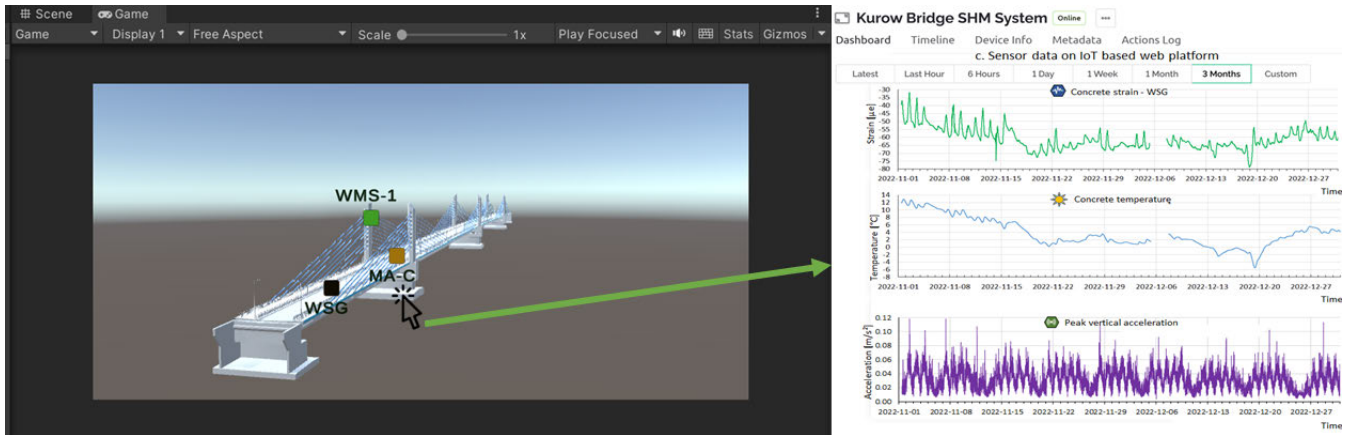 Scene Game
Game Display 1 Free Aspect Scale 1x Play Focused Stats Gizmos
WMS-1
MA-C
WSG
Kurow Bridge SHM System Online
Dashboard Timeline Device Info Metadata Actions Log
c. Sensor data on IoT based web platform
Latest Last Hour 6 Hours 1 Day 1 Week 1 Month 3 Months Custom
Concrete strain - WSG
Strain [µe]
-30
-35
-40
-45
-50
-55
-60
-65
-70
-75
-80
2022-11-01 2022-11-08 2022-11-15 2022-11-22 2022-11-29 2022-12-06 2022-12-13 2022-12-20 2022-12-27
Time
Concrete temperature
Temperature [°C]
14
12
10
8
6
4
2
0
-2
-4
-6
-8
2022-11-01 2022-11-08 2022-11-15 2022-11-22 2022-11-29 2022-12-06 2022-12-13 2022-12-20 2022-12-27
Time
Peak vertical acceleration
Acceleration [m/s²]
0.12
0.10
0.08
0.06
0.04
0.02
0.00
2022-11-01 2022-11-08 2022-11-15 2022-11-22 2022-11-29 2022-12-06 2022-12-13 2022-12-20 2022-12-27
Time